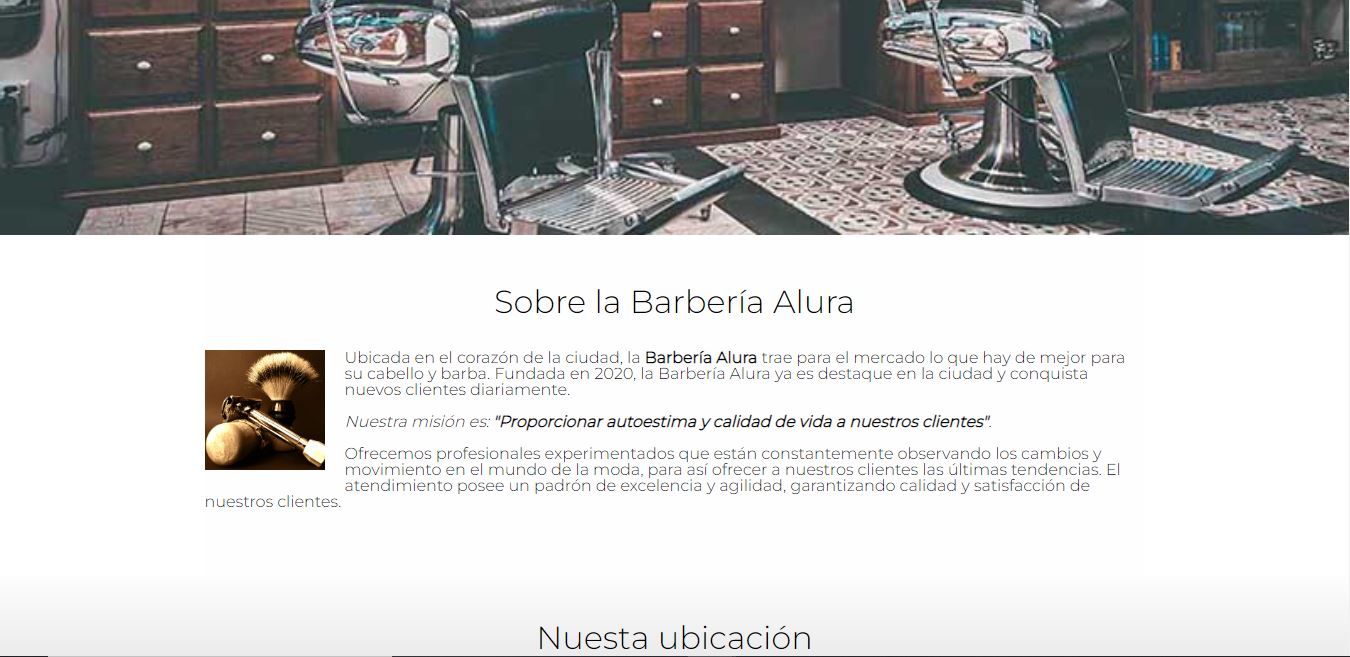 Sobre la Barbería Alura
Ubicada en el corazón de la ciudad, la Barbería Alura trae para el mercado lo que hay de mejor para
su cabello y barba. Fundada en 2020, la Barbería Alura ya es destaque en la ciudad y conquista
nuevos clientes diariamente.
Nuestra misión es: "Proporcionar autoestima y calidad de vida a nuestros clientes".
Ofrecemos profesionales experimentados que están constantemente observando los cambios y
movimiento en el mundo de la moda, para así ofrecer a nuestros clientes las últimas tendencias. El
atendimiento posee un padrón de excelencia y agilidad, garantizando calidad y satisfacción de
nuestros clientes.
Nuesta ubicación